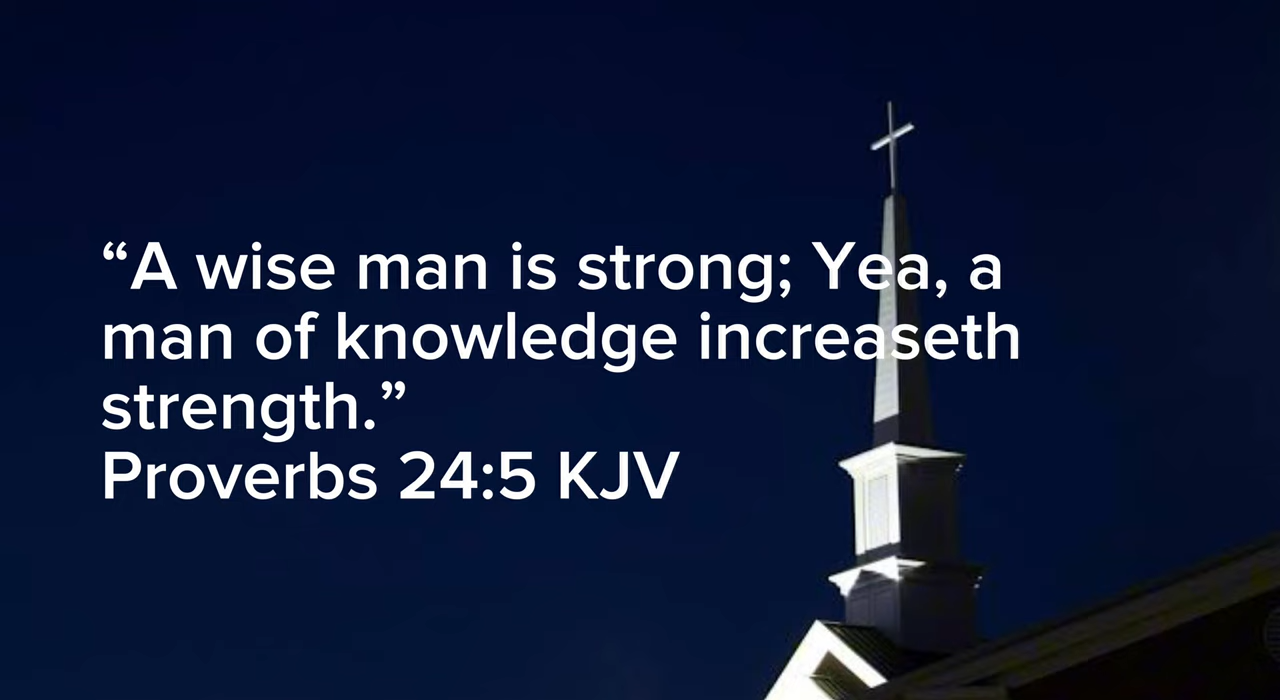 “A wise man is strong; Yea, a
man of knowledge increaseth
strength.”
Proverbs 24:5 KJV